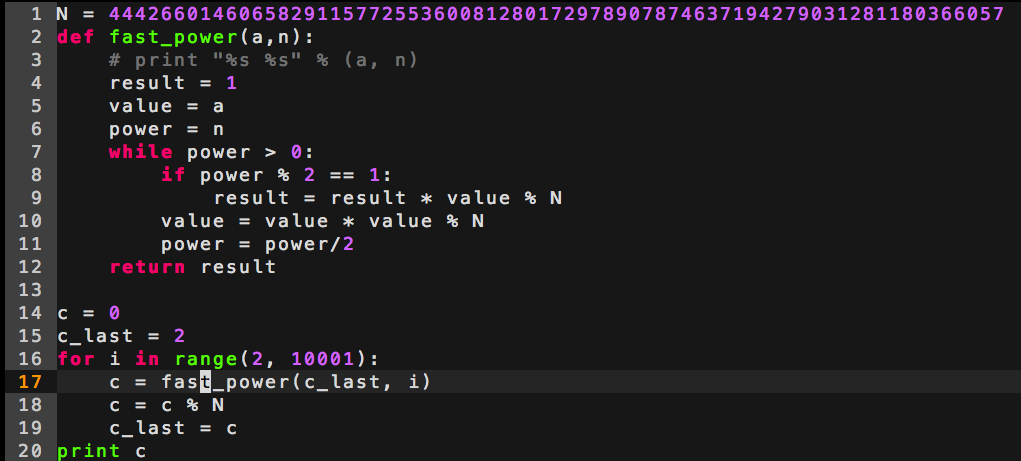 1 N = 44426601460658291157725536008128017297890787463719427903128118036​6057
2 def fast_power(a,n):
3     # print "%s %s" % (a, n)
4     result = 1
5     value = a
6     power = n
7     while power > 0:
8         if power % 2 == 1:
9             result = result * value % N
10         value = value * value % N
11         power = power/2
12     return result
13
14 c = 0
15 c_last = 2
16 for i in range(2, 10001):
17     c = fast_power(c_last, i)
18     c = c % N
19     c_last = c
20 print c